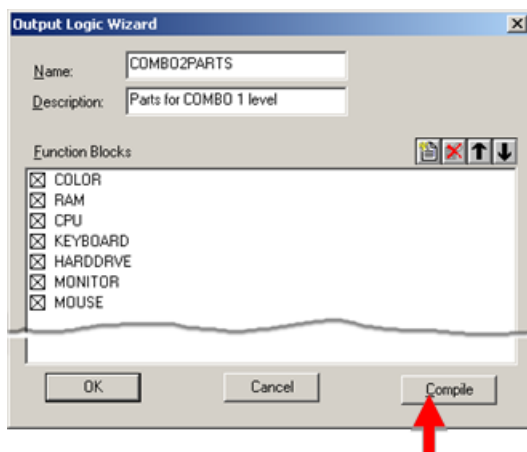 Output Logic Wizard
Name: COMBO2PARTS
Description: Parts for COMBO 1 level
Function Blocks
COLOR
RAM
CPU
KEYBOARD
HARDDRVE
MONITOR
MOUSE
OK Cancel Compile